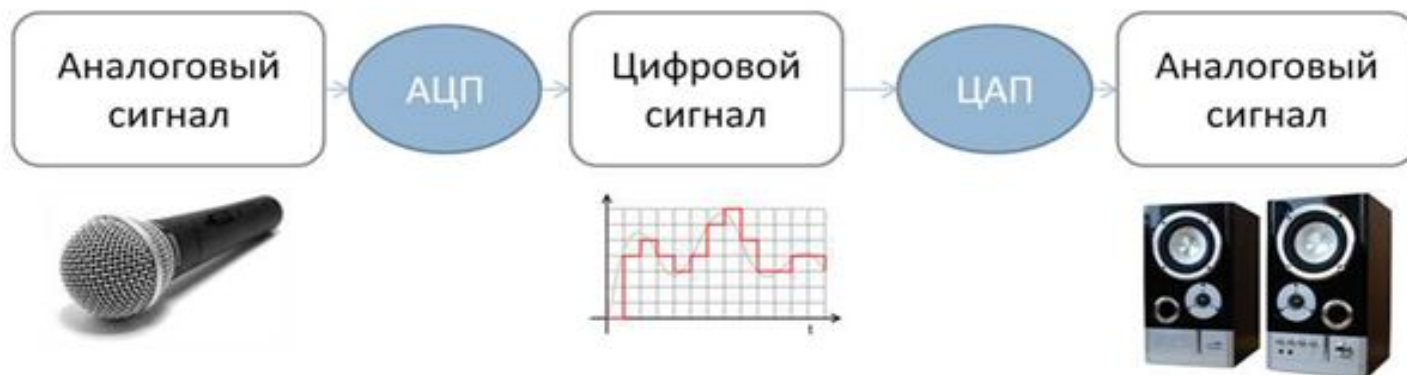 Аналоговый
сигнал
АЦП
Цифровой
сигнал
ЦАП
Аналоговый
сигнал
t